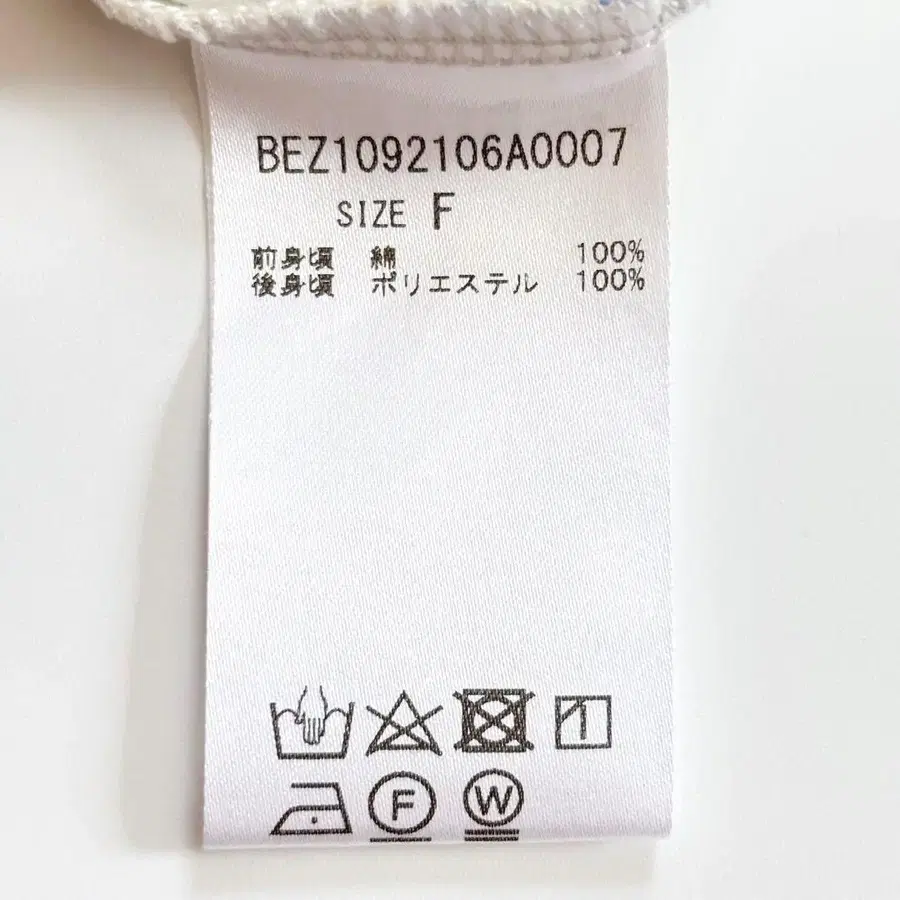 BEZ1092106A0007
SIZE F
前身頃 綿 100%
後身頃 ポリエステル 100%
F W